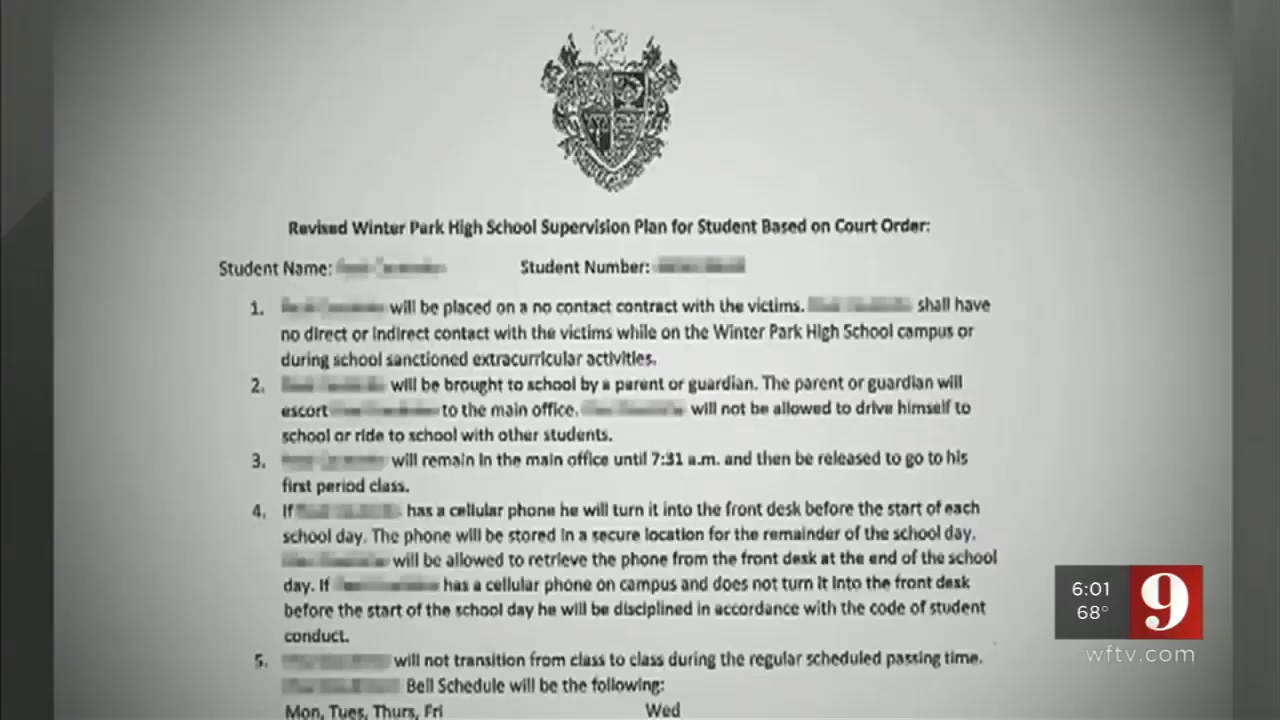 Revised Winter Park High School Supervision Plan for Student Based on Court Order:
Student Name: Student Number:
1. will be placed on a no contact contract with the victims. shall have
no direct or indirect contact with the victims while on the Winter Park High School campus or
during school sanctioned extracurricular activities.
2. will be brought to school by a parent or guardian. The parent or guardian will
escort to the main office. will not be allowed to drive himself to
school or ride to school with other students.
3. will remain in the main office until 7:31 a.m. and then be released to go to his
first period class.
4. If has a cellular phone he will turn it into the front desk before the start of each
school day. The phone will be stored in a secure location for the remainder of the school day.
will be allowed to retrieve the phone from the front desk at the end of the school
day. If has a cellular phone on campus and does not turn it into the front desk
before the start of the school day he will be disciplined in accordance with the code of student
conduct.
5. will not transition from class to class during the regular scheduled passing time.
Bell Schedule will be the following:
Mon, Tues, Thurs, Fri Wed
6:01
68°
9
wftv.com